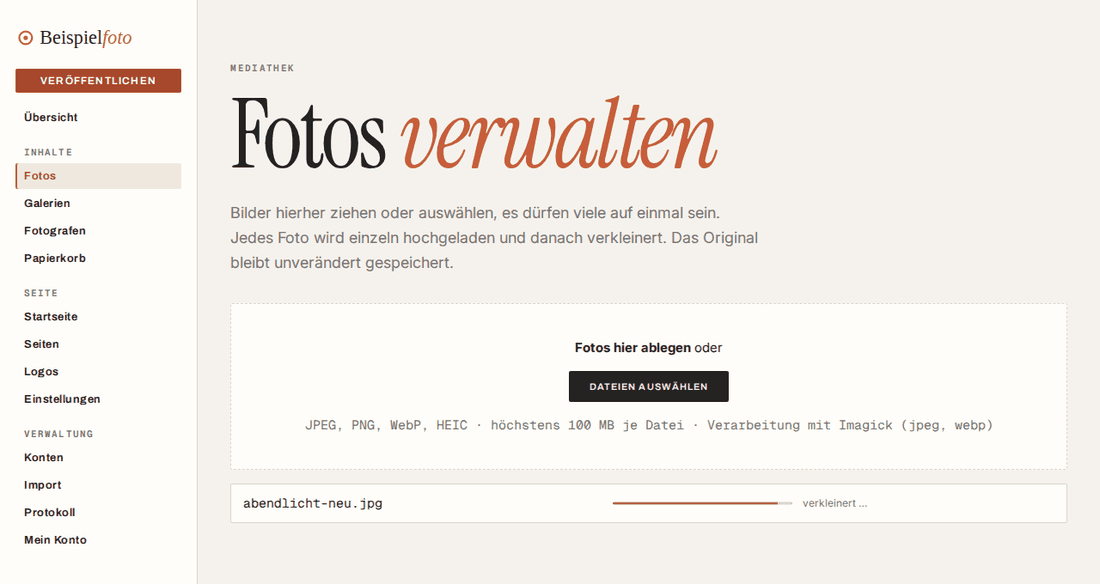 Beispielfoto
VERÖFFENTLICHEN
Übersicht
INHALTE
Fotos
Galerien
Fotografen
Papierkorb
SEITE
Startseite
Seiten
Logos
Einstellungen
VERWALTUNG
Konten
Import
Protokoll
Mein Konto
MEDIATHEK
Fotos verwalten
Bilder hierher ziehen oder auswählen, es dürfen viele auf einmal sein.
Jedes Foto wird einzeln hochgeladen und danach verkleinert. Das Original
bleibt unverändert gespeichert.
Fotos hier ablegen oder
DATEIEN AUSWÄHLEN
JPEG, PNG, WebP, HEIC · höchstens 100 MB je Datei · Verarbeitung mit Imagick (jpeg, webp)
abendlicht-neu.jpg verkleinert …